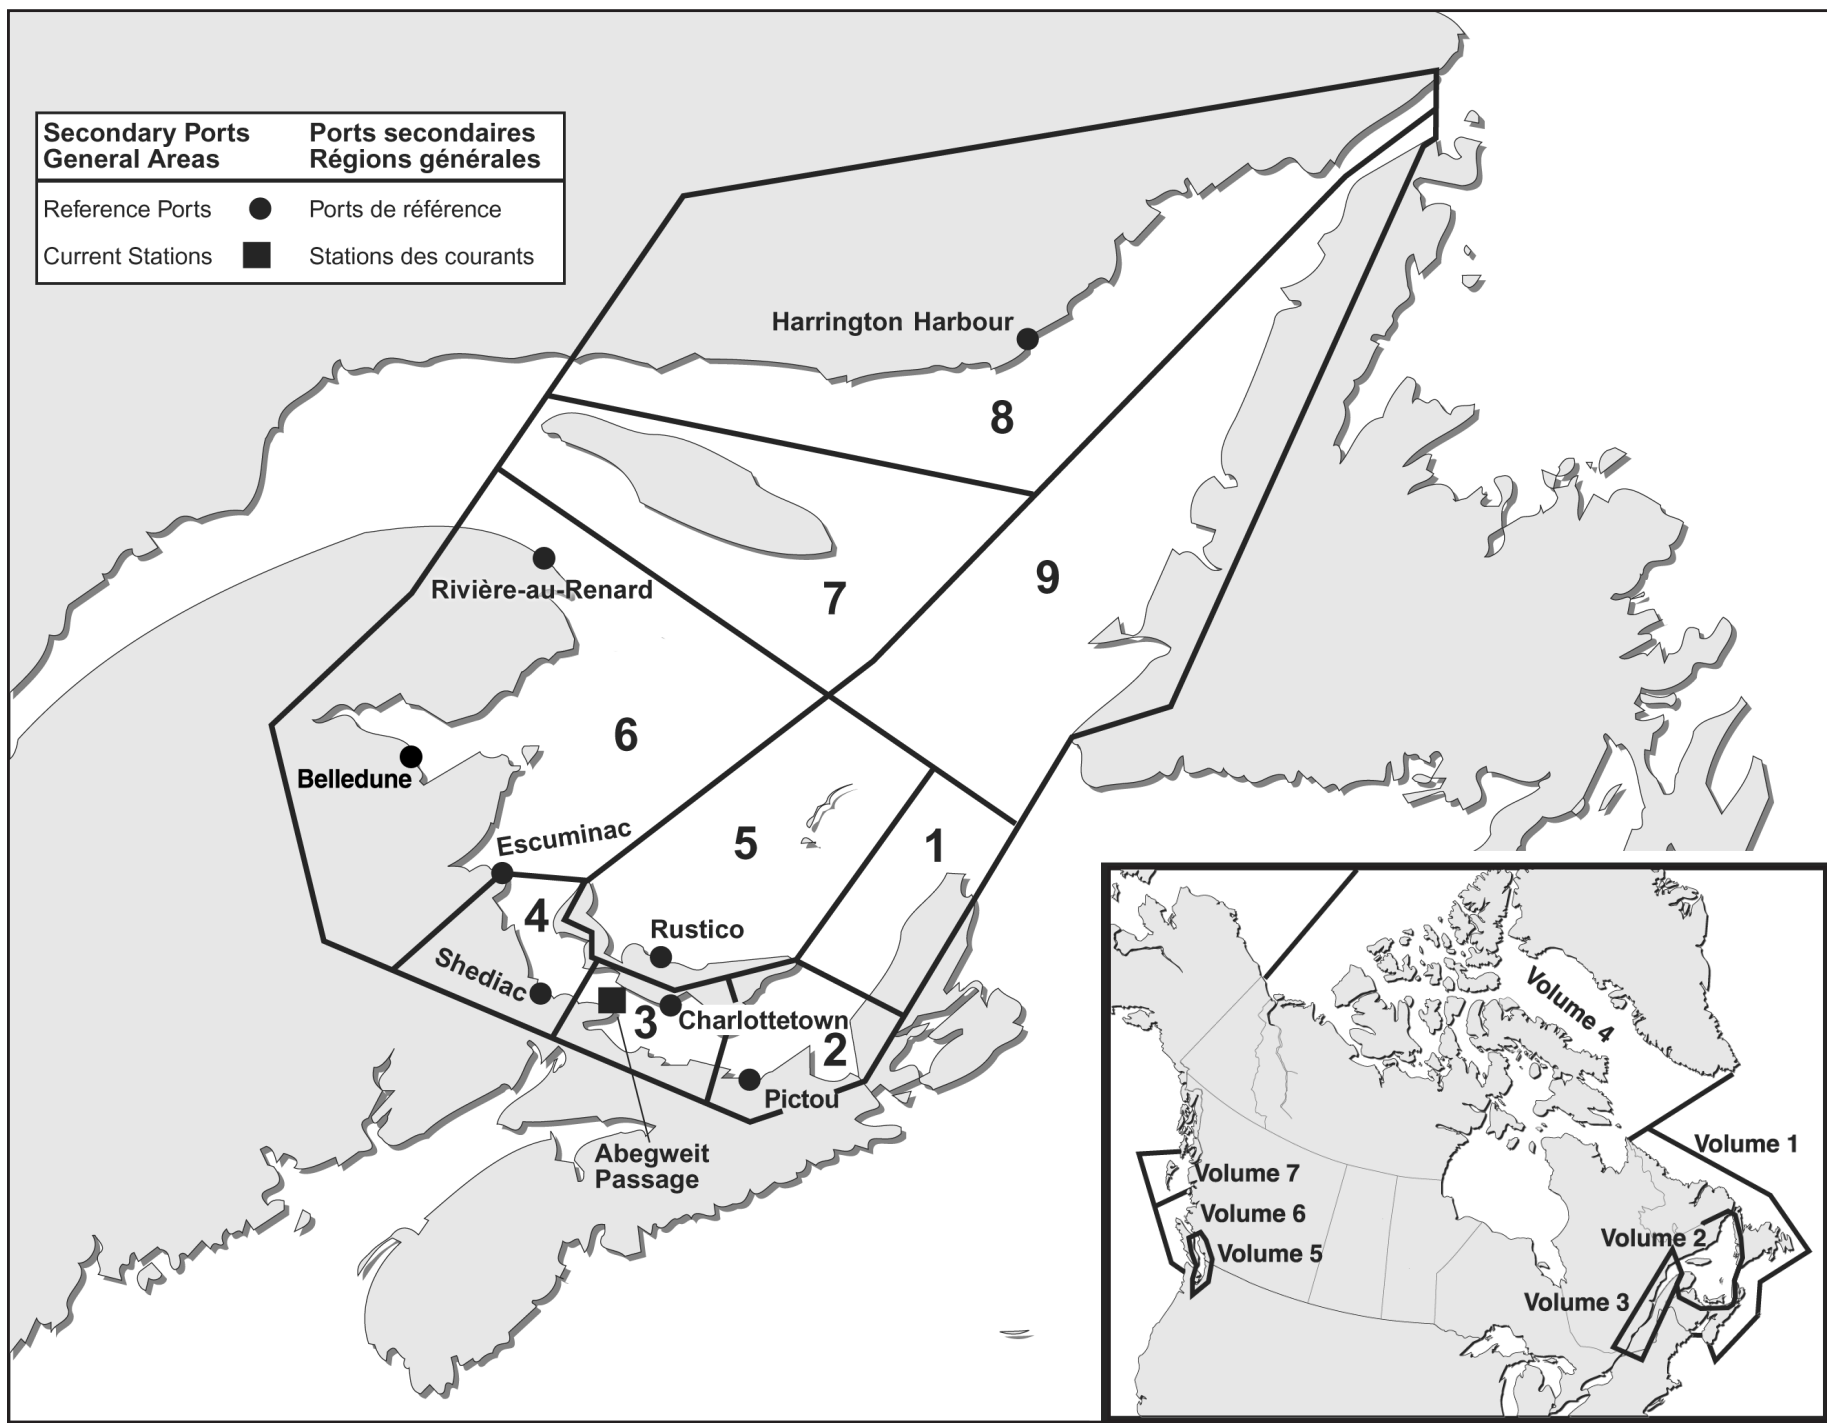 Secondary Ports
General Areas
Ports secondaires
Régions générales
Reference Ports
Ports de référence
Current Stations
Stations des courants
Harrington Harbour
8
9
7
Rivière-au-Renard
6
Belledune
Escuminac
5
1
4
Rustico
Shediac
3
Charlottetown
2
Pictou
Abegweit
Passage
Volume 4
Volume 1
Volume 7
Volume 6
Volume 2
Volume 5
Volume 3